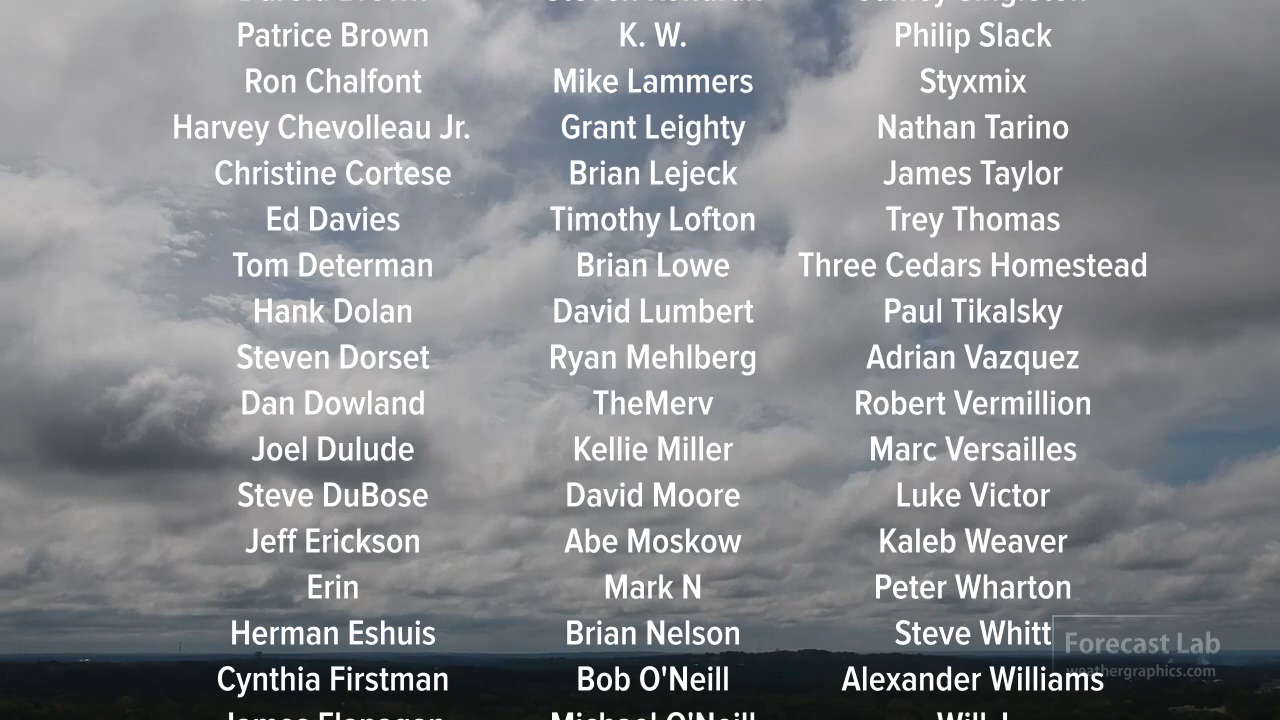 Patrice Brown
Ron Chalfont
Harvey Chevolleau Jr.
Christine Cortese
Ed Davies
Tom Determan
Hank Dolan
Steven Dorset
Dan Dowland
Joel Dulude
Steve DuBose
Jeff Erickson
Erin
Herman Eshuis
Cynthia Firstman
K. W.
Mike Lammers
Grant Leighty
Brian Lejeck
Timothy Lofton
Brian Lowe
David Lumbert
Ryan Mehlberg
TheMerv
Kellie Miller
David Moore
Abe Moskow
Mark N
Brian Nelson
Bob O'Neill
Michael O'Neill
Philip Slack
Styxmix
Nathan Tarino
James Taylor
Trey Thomas
Three Cedars Homestead
Paul Tikalsky
Adrian Vazquez
Robert Vermillion
Marc Versailles
Luke Victor
Kaleb Weaver
Peter Wharton
Steve Whitt
Alexander Williams
Forecast Lab
weathergraphics.com